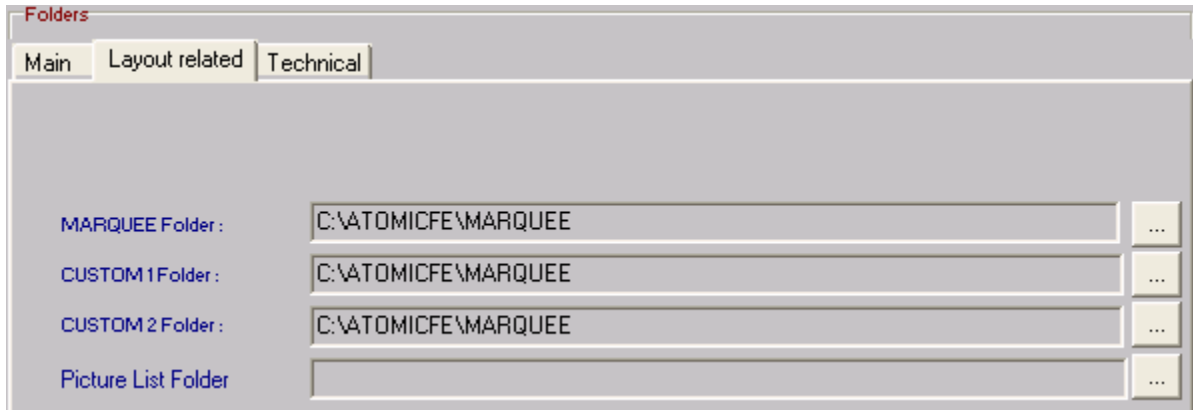 Folders
Main Layout related Technical
MARQUEE Folder : C:\ATOMICFE\MARQUEE ...
CUSTOM 1 Folder : C:\ATOMICFE\MARQUEE ...
CUSTOM 2 Folder : C:\ATOMICFE\MARQUEE ...
Picture List Folder ...